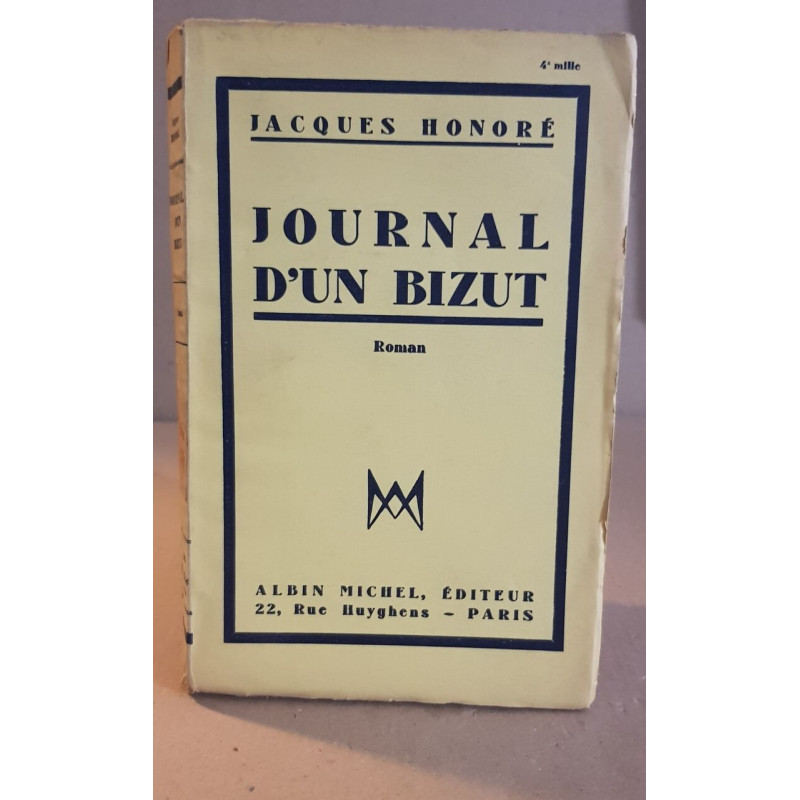 4e mille
JACQUES HONORÉ
JOURNAL
D'UN BIZUT
Roman
ALBIN MICHEL, ÉDITEUR
22, Rue Huyghens - PARIS